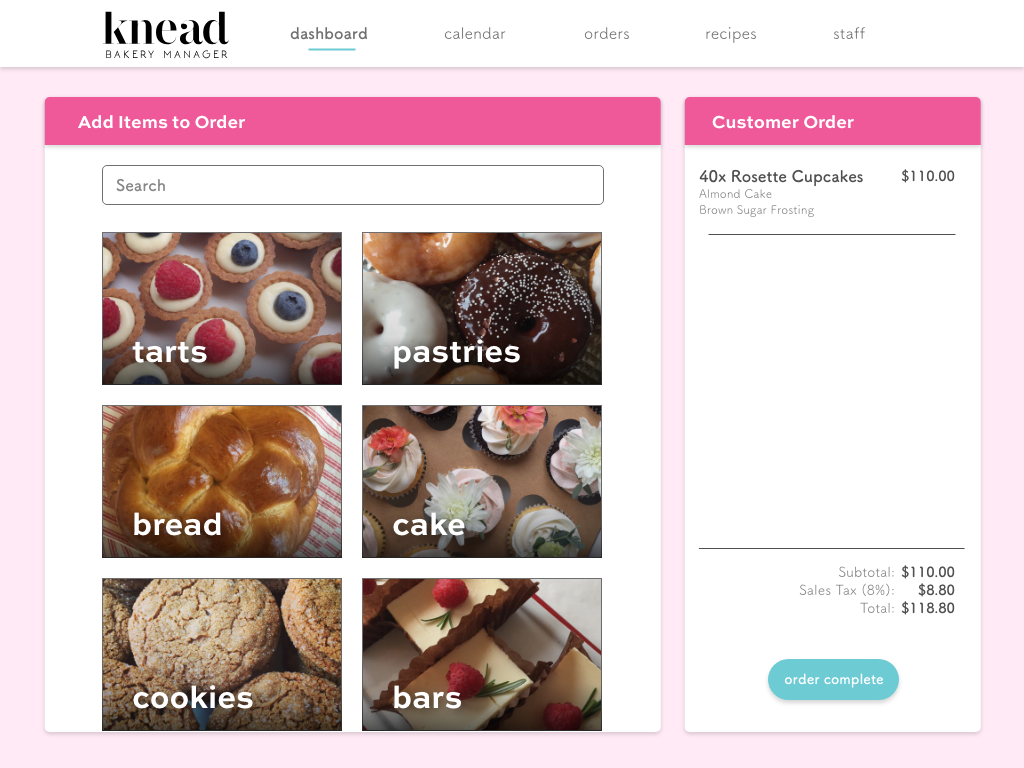 knead
BAKERY MANAGER
dashboard
calendar
orders
recipes
staff
Add Items to Order
Search
tarts
pastries
bread
cake
cookies
bars
Customer Order
40x Rosette Cupcakes $110.00
Almond Cake
Brown Sugar Frosting
Subtotal: $110.00
Sales Tax (8%): $8.80
Total: $118.80
order complete